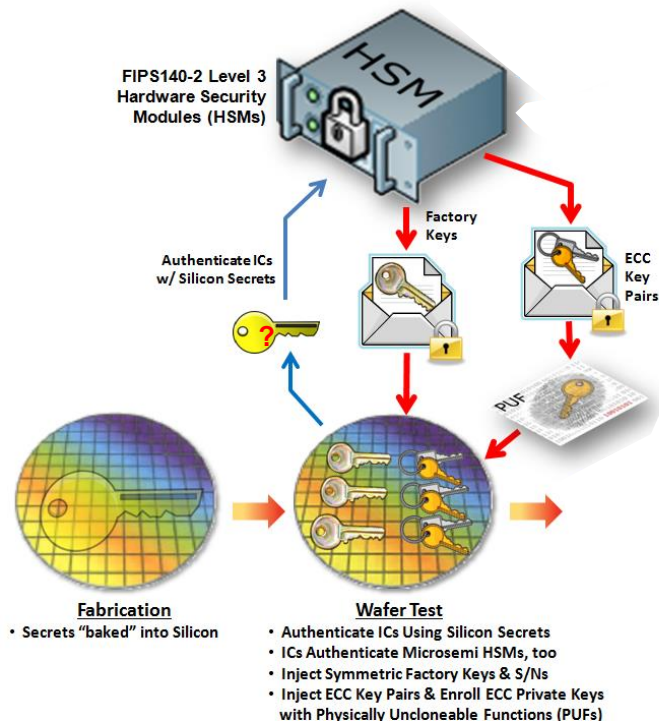 HSM
FIPS140-2 Level 3
Hardware Security
Modules (HSMs)
Factory
Keys
Authenticate ICs
w/ Silicon Secrets
ECC
Key
Pairs
?
PUF
Fabrication
• Secrets “baked” into Silicon
Wafer Test
• Authenticate ICs Using Silicon Secrets
• ICs Authenticate Microsemi HSMs, too
• Inject Symmetric Factory Keys & S/Ns
• Inject ECC Key Pairs & Enroll ECC Private Keys
with Physically Uncloneable Functions (PUFs)